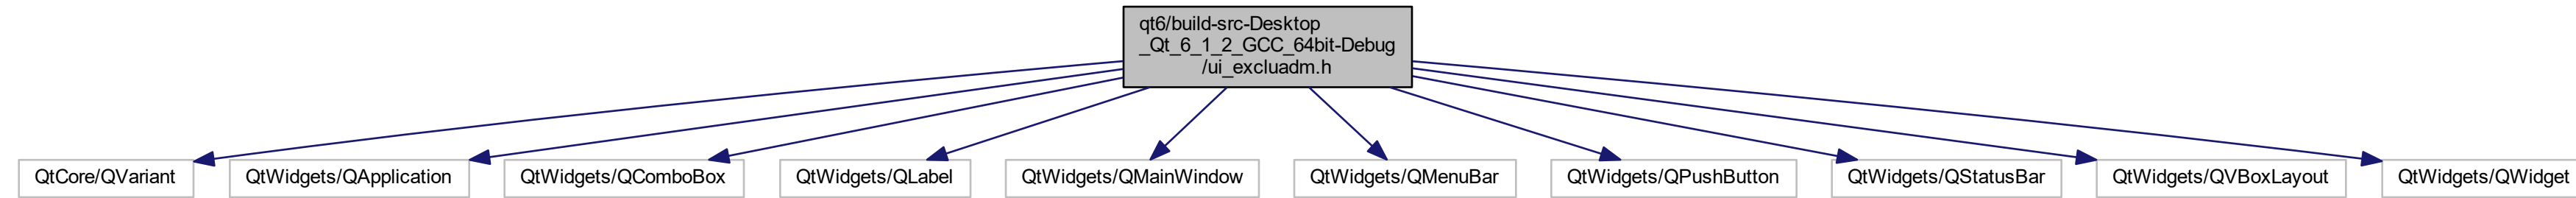 qt6/build-src-Desktop
_Qt_6_1_2_GCC_64bit-Debug
/ui_excluadm.h
QtCore/QVariant
QtWidgets/QApplication
QtWidgets/QComboBox
QtWidgets/QLabel
QtWidgets/QMainWindow
QtWidgets/QMenuBar
QtWidgets/QPushButton
QtWidgets/QStatusBar
QtWidgets/QVBoxLayout
QtWidgets/QWidget